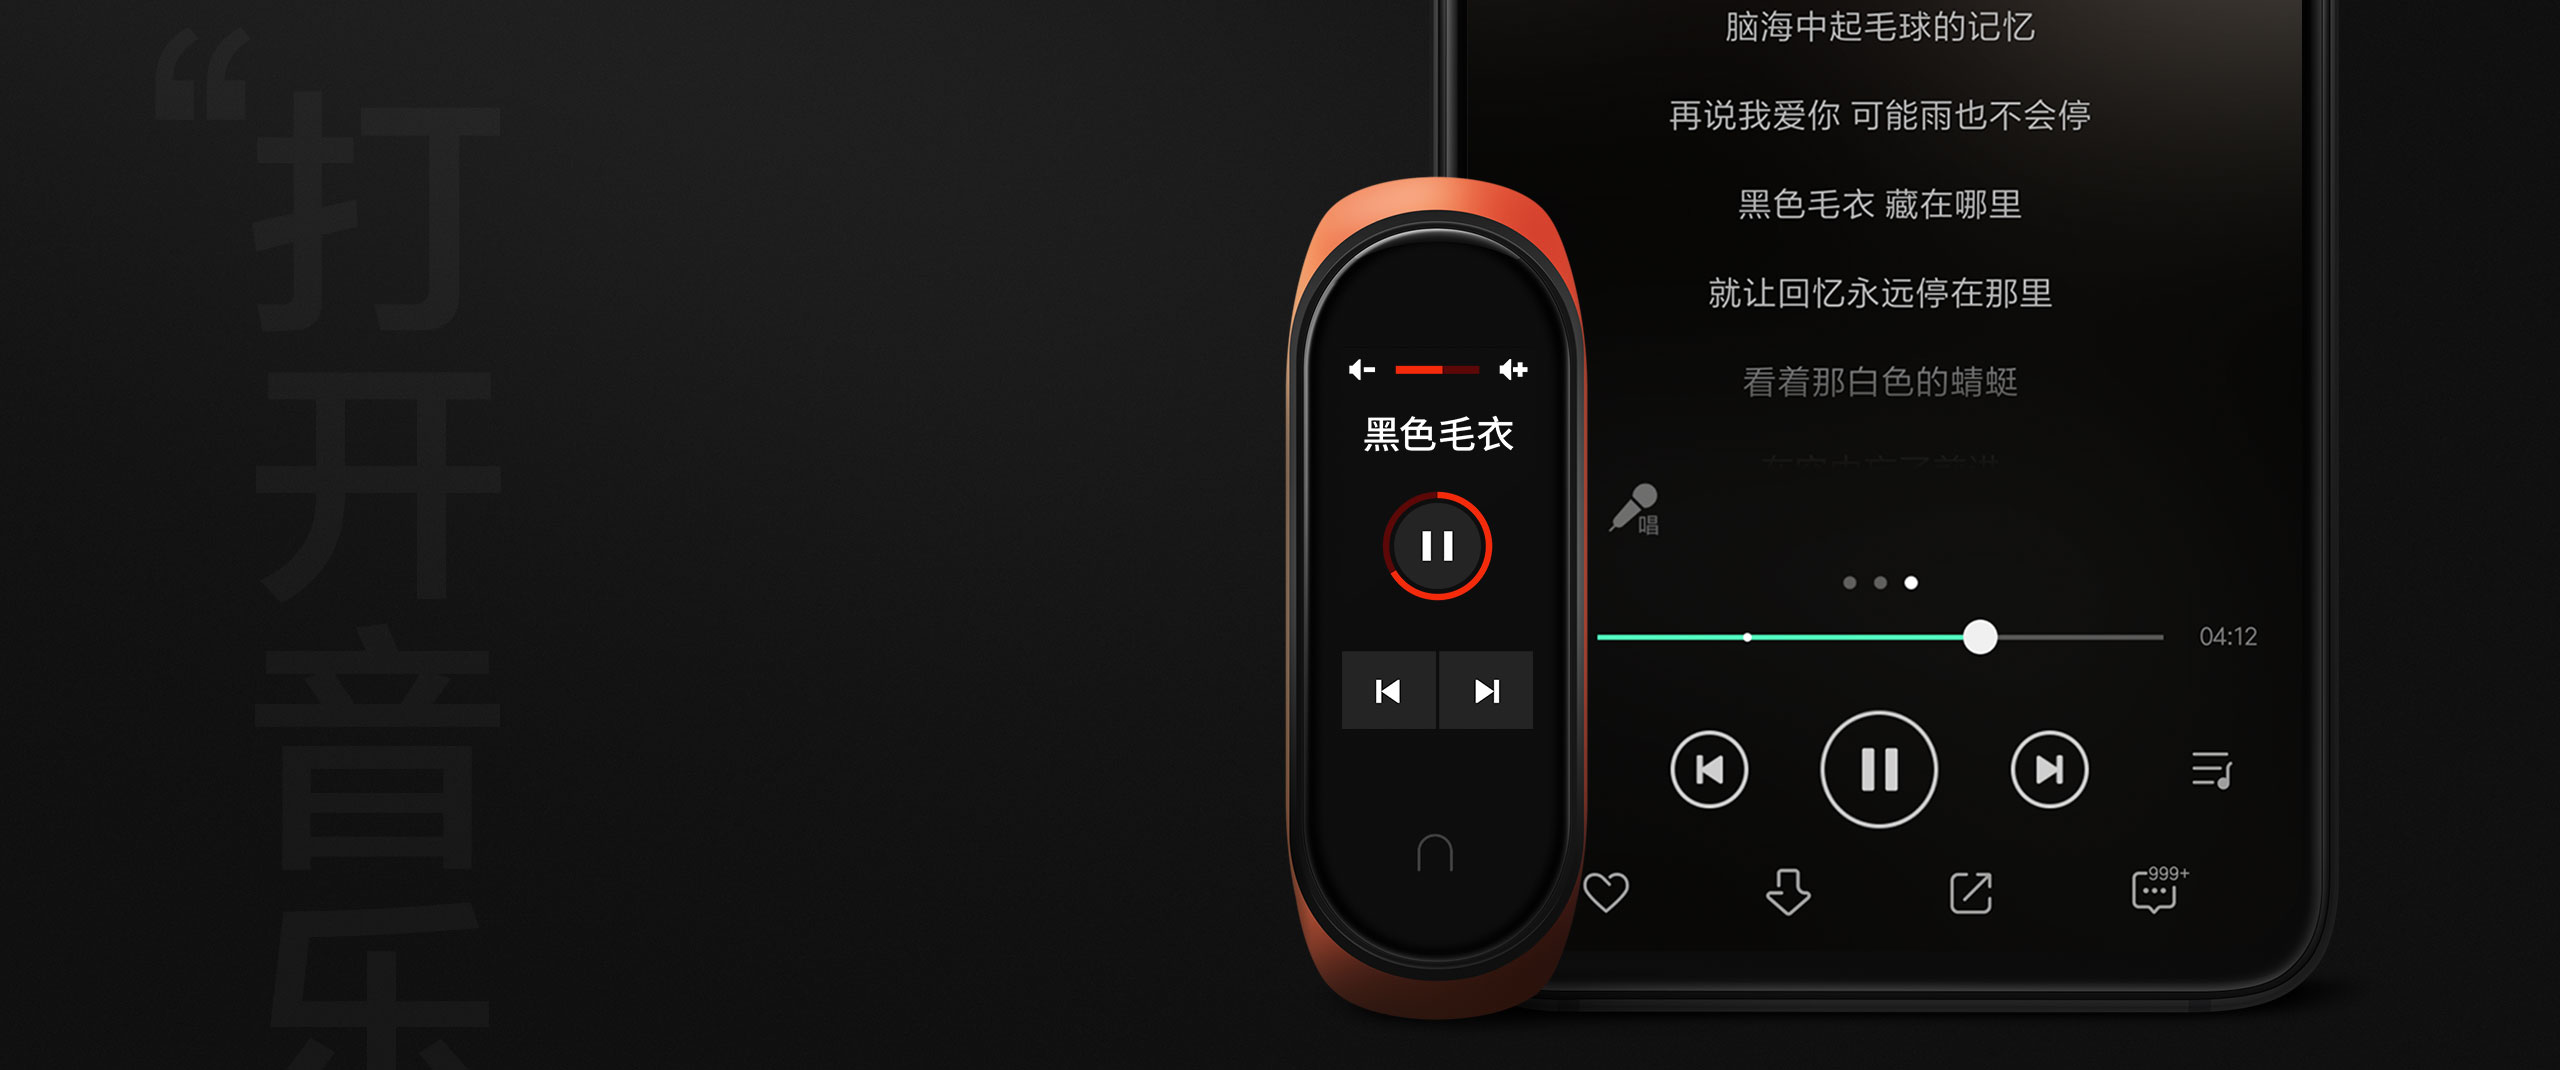 “打开音乐
脑海中起毛球的记忆
再说我爱你 可能雨也不会停
黑色毛衣 藏在哪里
就让回忆永远停在那里
看着那白色的蜻蜓
唱
04:12
999+
黑色毛衣